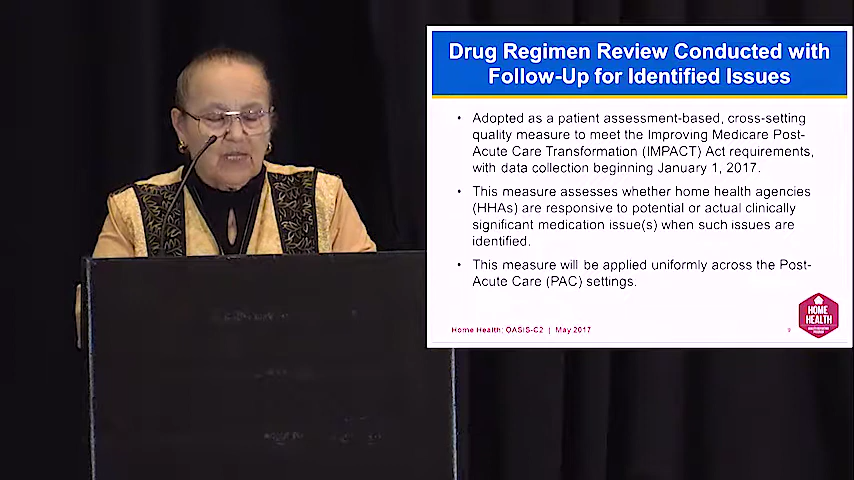 Drug Regimen Review Conducted with
Follow-Up for Identified Issues
• Adopted as a patient assessment-based, cross-setting
quality measure to meet the Improving Medicare Post-
Acute Care Transformation (IMPACT) Act requirements,
with data collection beginning January 1, 2017.
• This measure assesses whether home health agencies
(HHAs) are responsive to potential or actual clinically
significant medication issue(s) when such issues are
identified.
• This measure will be applied uniformly across the Post-
Acute Care (PAC) settings.
HOME
HEALTH
Home Health: OASIS-C2 | May 2017